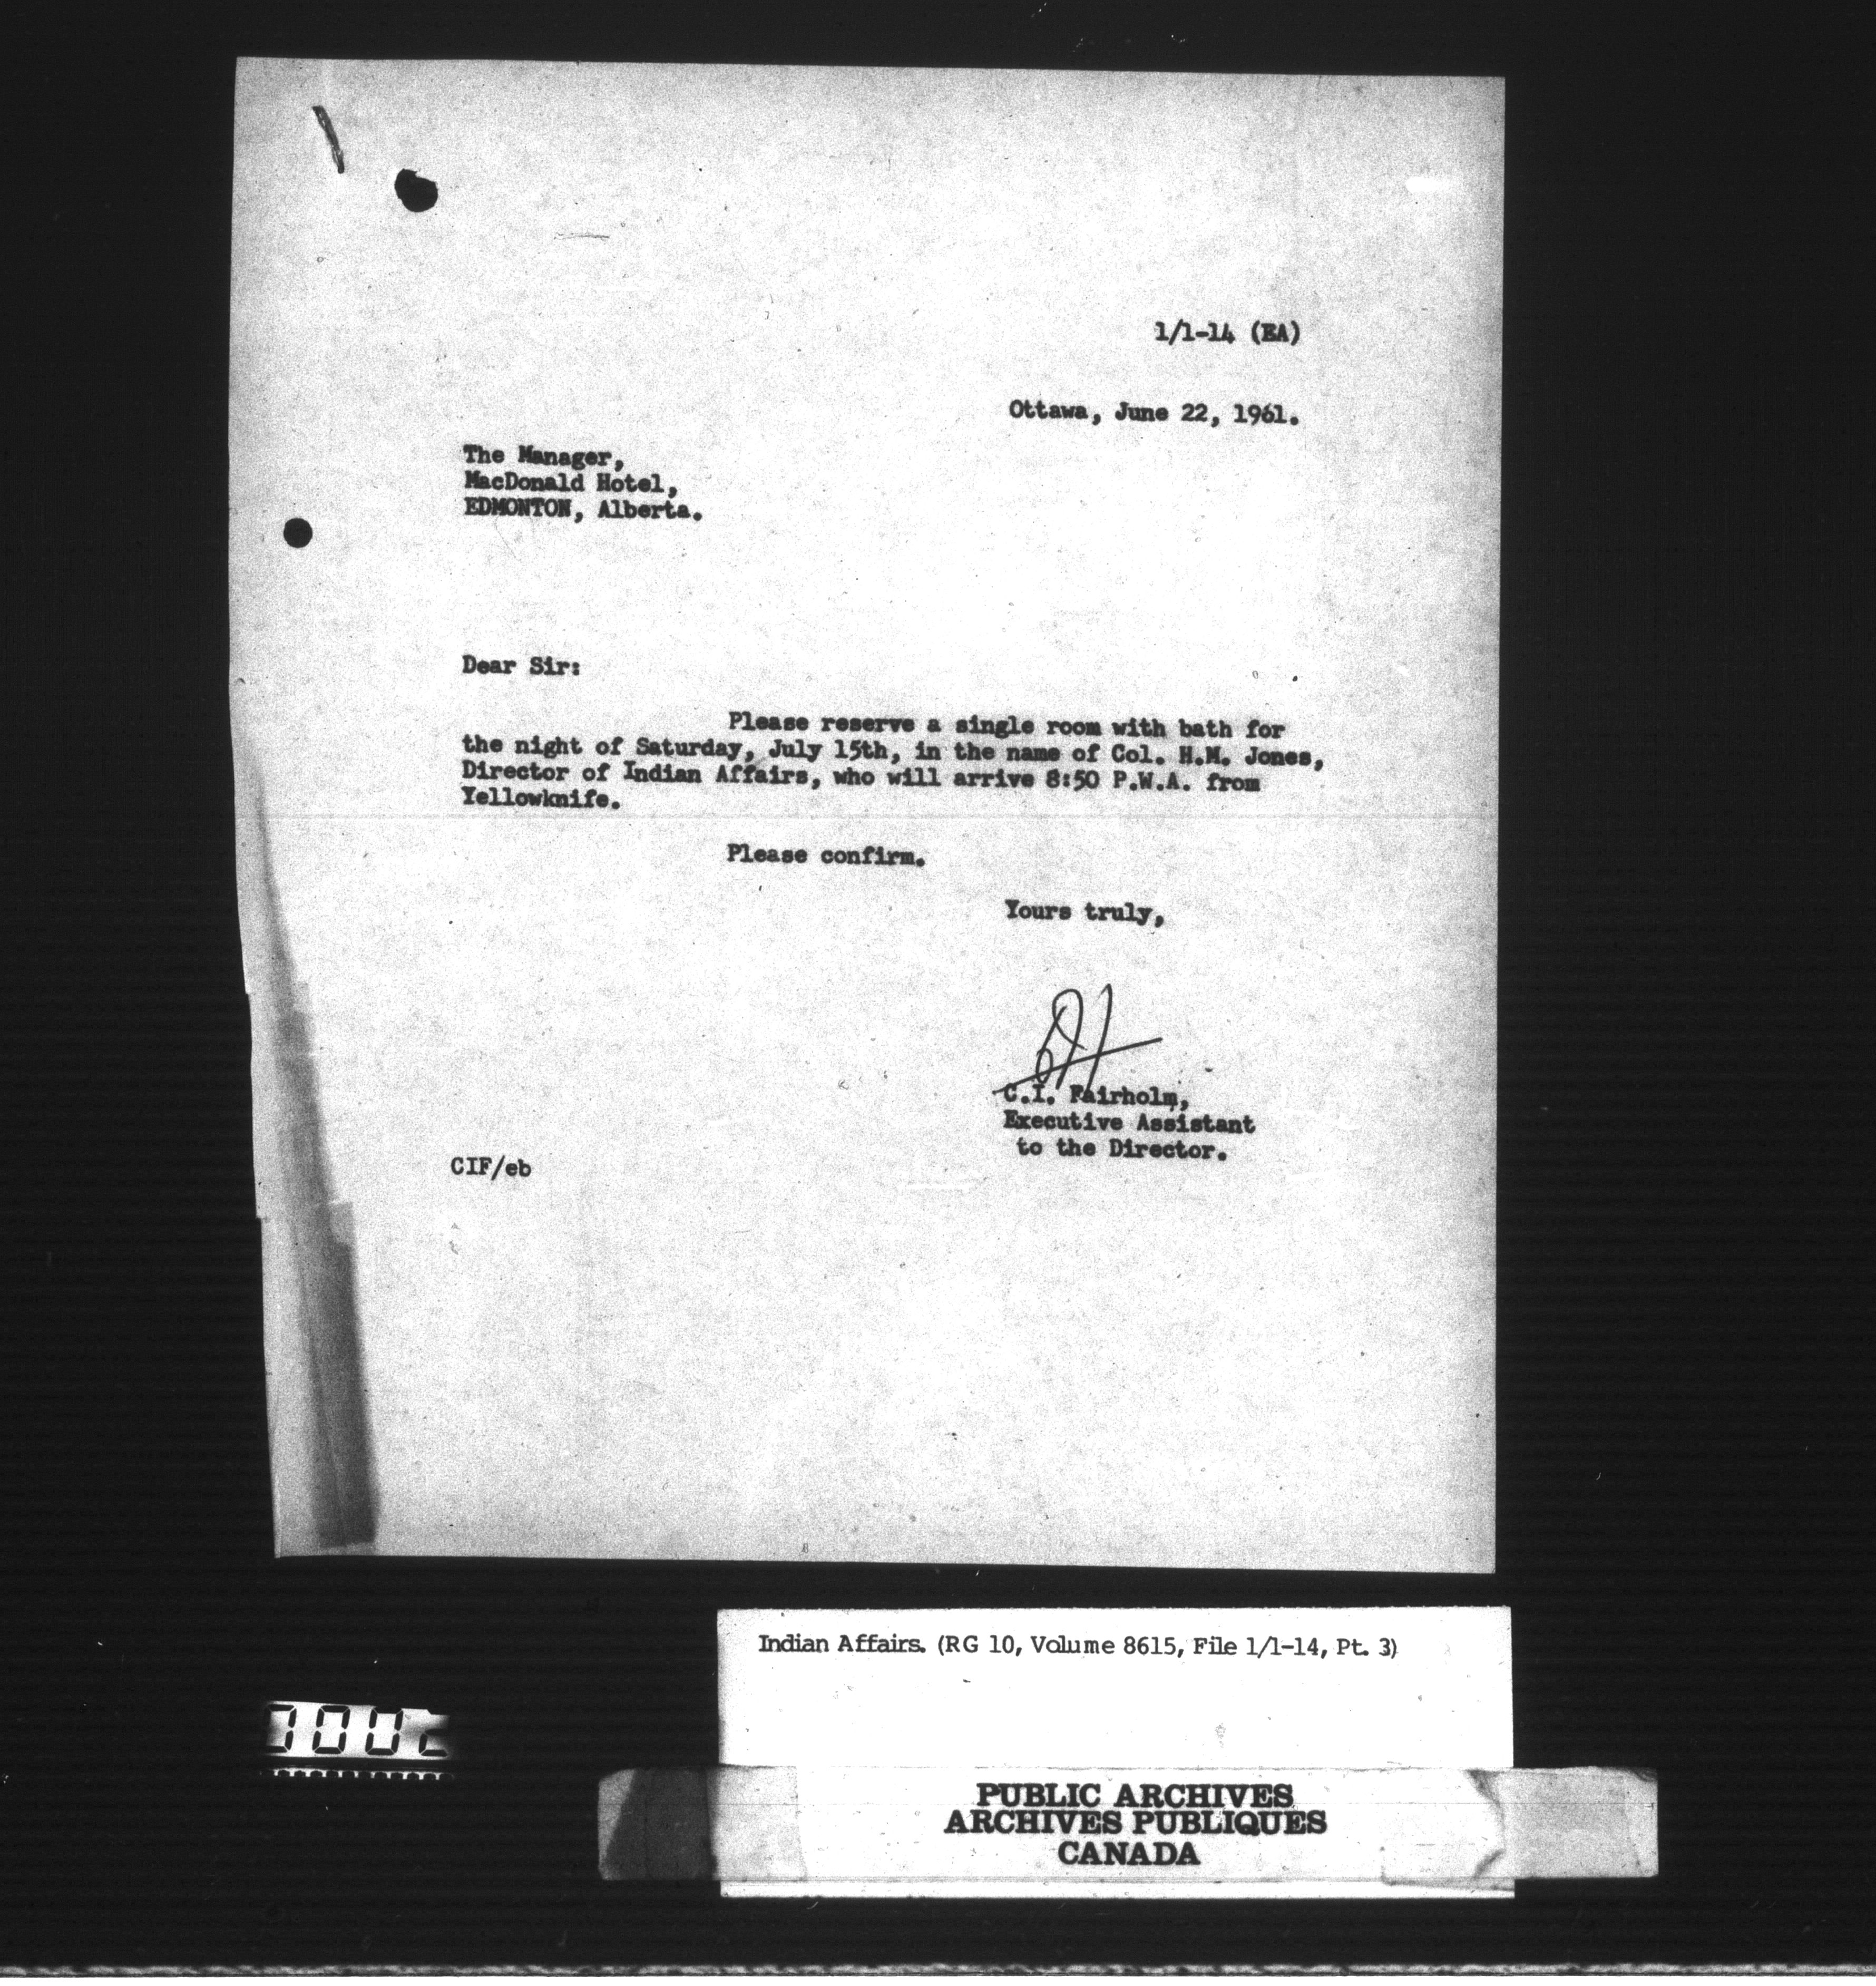 1/1-14 (EA)
Ottawa, June 22, 1961.
The Manager,
MacDonald Hotel,
EDMONTON, Alberta.
Dear Sir:
Please reserve a single room with bath for
the night of Saturday, July 15th, in the name of Col. H.M. Jones,
Director of Indian Affairs, who will arrive 8:50 P.W.A. from
Yellowknife.
Please confirm.
Yours truly,
C.I. Fairholm,
Executive Assistant
to the Director.
CIF/eb
Indian Affairs. (RG 10, Volume 8615, File 1/1-14, Pt. 3)
PUBLIC ARCHIVES
ARCHIVES PUBLIQUES
CANADA